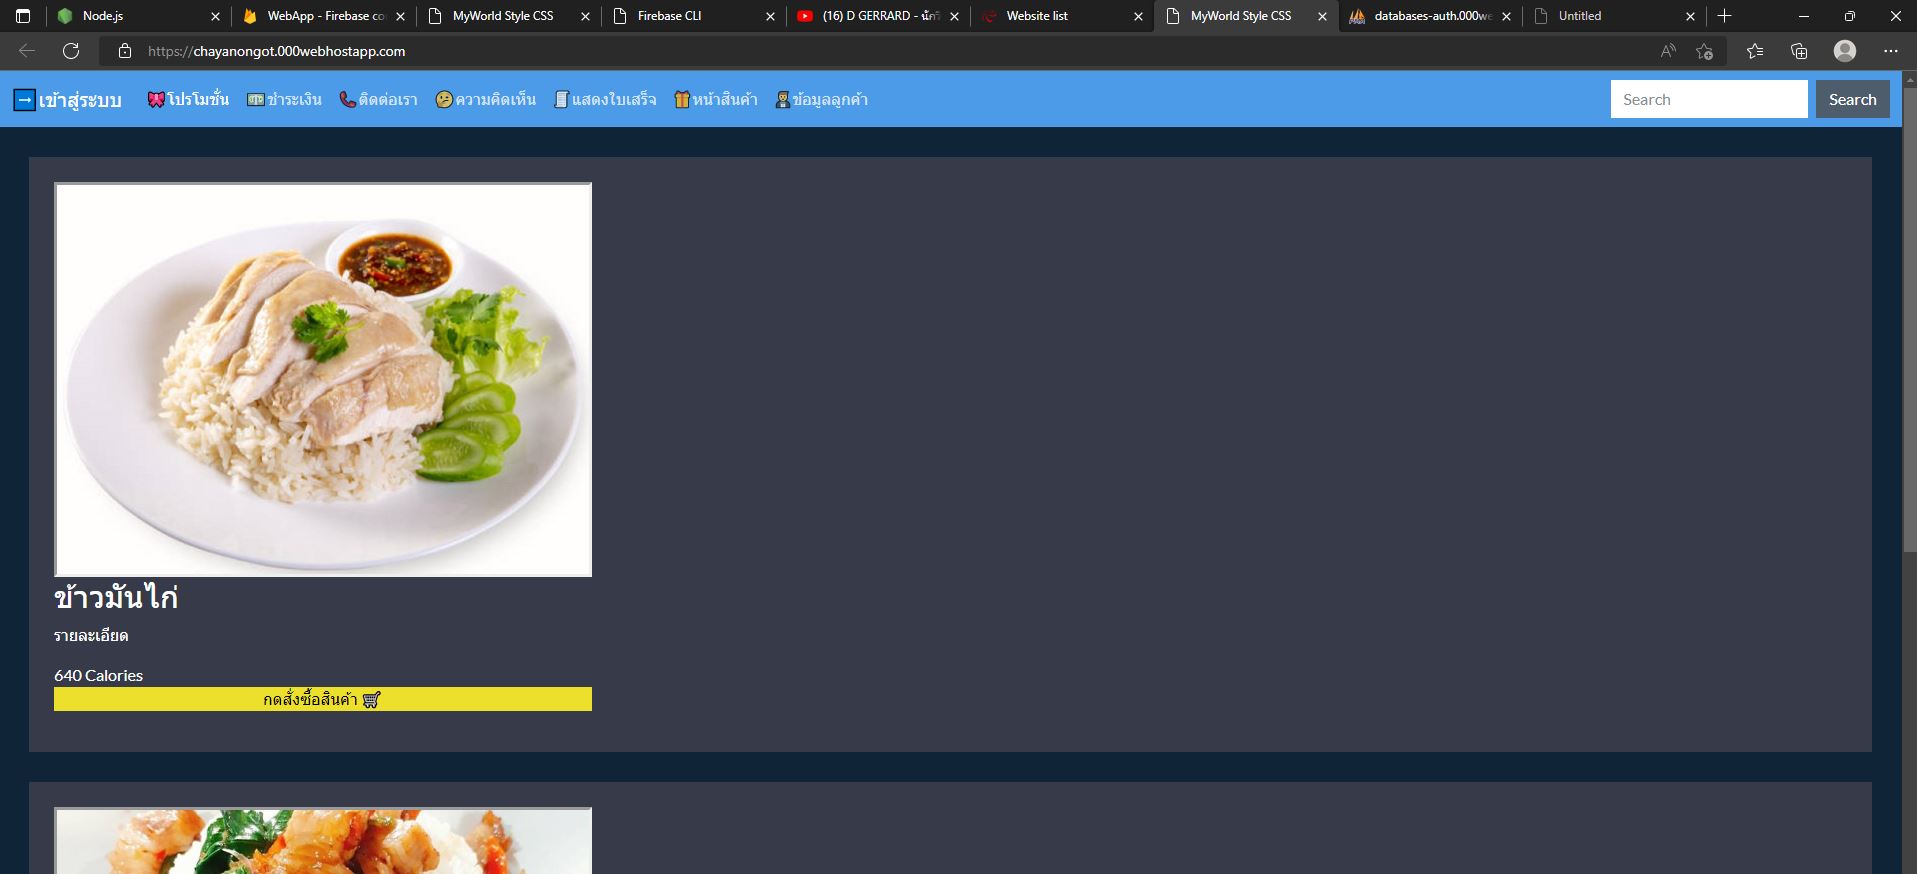 Node.js
WebApp - Firebase co
MyWorld Style CSS
Firebase CLI
(16) D GERRARD - นัก
Website list
MyWorld Style CSS
databases-auth.000we
Untitled
https://chayanongot.000webhostapp.com
เข้าสู่ระบบ
โปรโมชั่น
ชำระเงิน
ติดต่อเรา
ความคิดเห็น
แสดงใบเสร็จ
หน้าสินค้า
ข้อมูลลูกค้า
Search
Search
ข้าวมันไก่
รายละเอียด
640 Calories
กดสั่งซื้อสินค้า 🛒